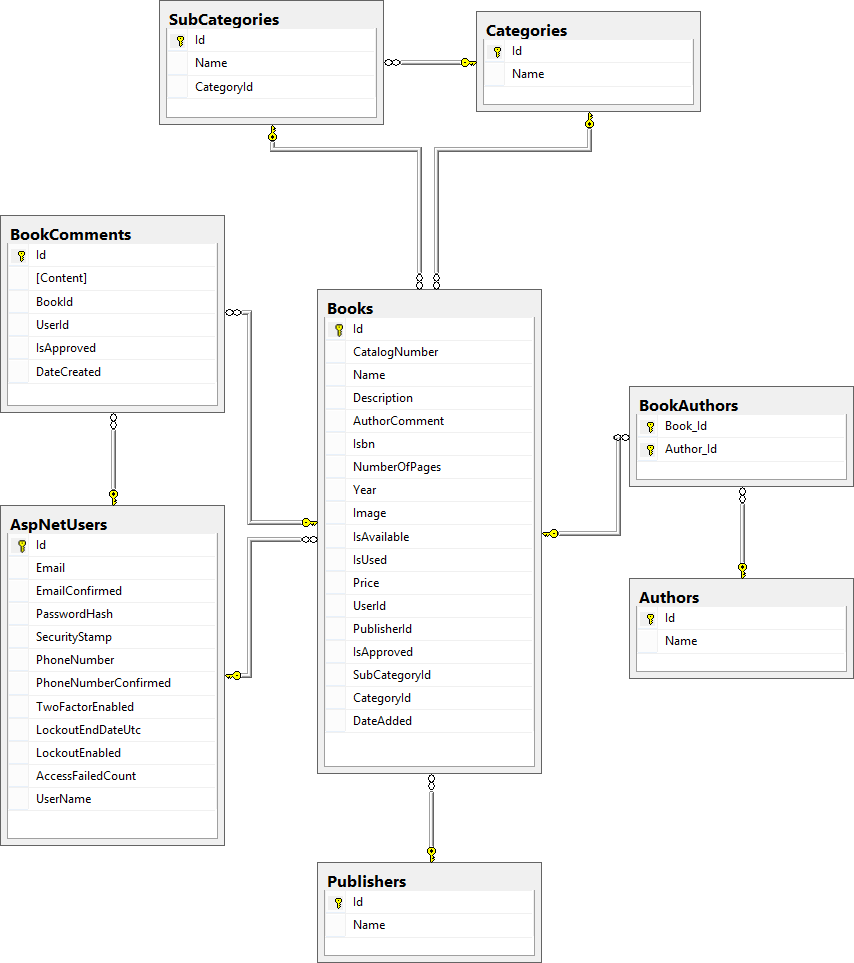 SubCategories
Id
Name
CategoryId
Categories
Id
Name
BookComments
Id
[Content]
BookId
UserId
IsApproved
DateCreated
Books
Id
CatalogNumber
Name
Description
AuthorComment
Isbn
NumberOfPages
Year
Image
IsAvailable
IsUsed
Price
UserId
PublisherId
IsApproved
SubCategoryId
CategoryId
DateAdded
BookAuthors
Book_Id
Author_Id
AspNetUsers
Id
Email
EmailConfirmed
PasswordHash
SecurityStamp
PhoneNumber
PhoneNumberConfirmed
TwoFactorEnabled
LockoutEndDateUtc
LockoutEnabled
AccessFailedCount
UserName
Authors
Id
Name
Publishers
Id
Name